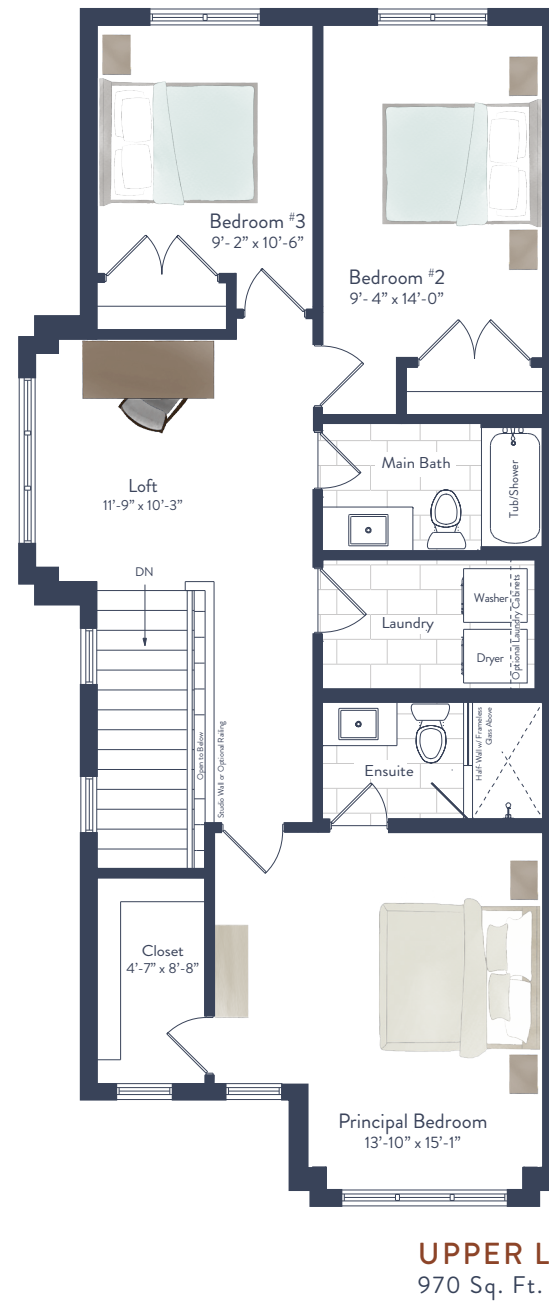 Bedroom #3
9'- 2” x 10’-6”
Bedroom #2
9’- 4” x 14’-0”
Loft
11’-9” x 10’-3”
Main Bath
Tub/Shower
DN
Washer
Optional Laundry Cabinets
Laundry
Dryer
Open to Below
Studio Wall or Optional Railing
Half-Wall w/ Frameless
Glass Above
Ensuite
Closet
4’-7” x 8’-8”
Principal Bedroom
13’-10” x 15’-1”
UPPER L
970 Sq. Ft.